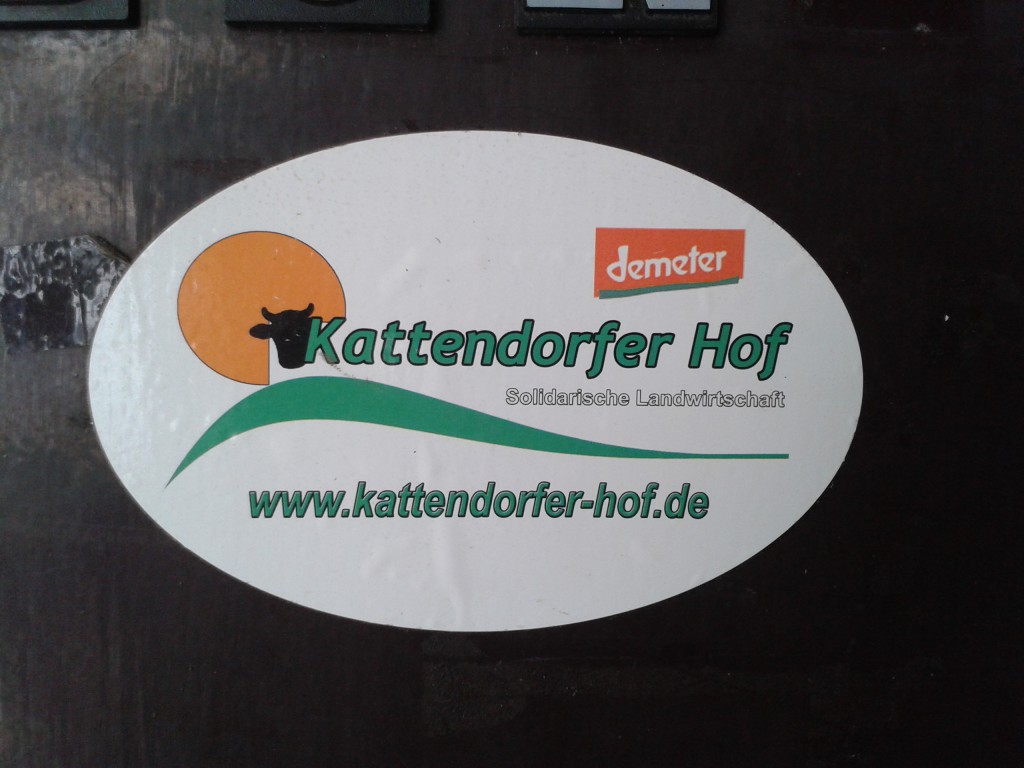 demeter
Kattendorfer Hof
Solidarische Landwirtschaft
www.kattendorfer-hof.de